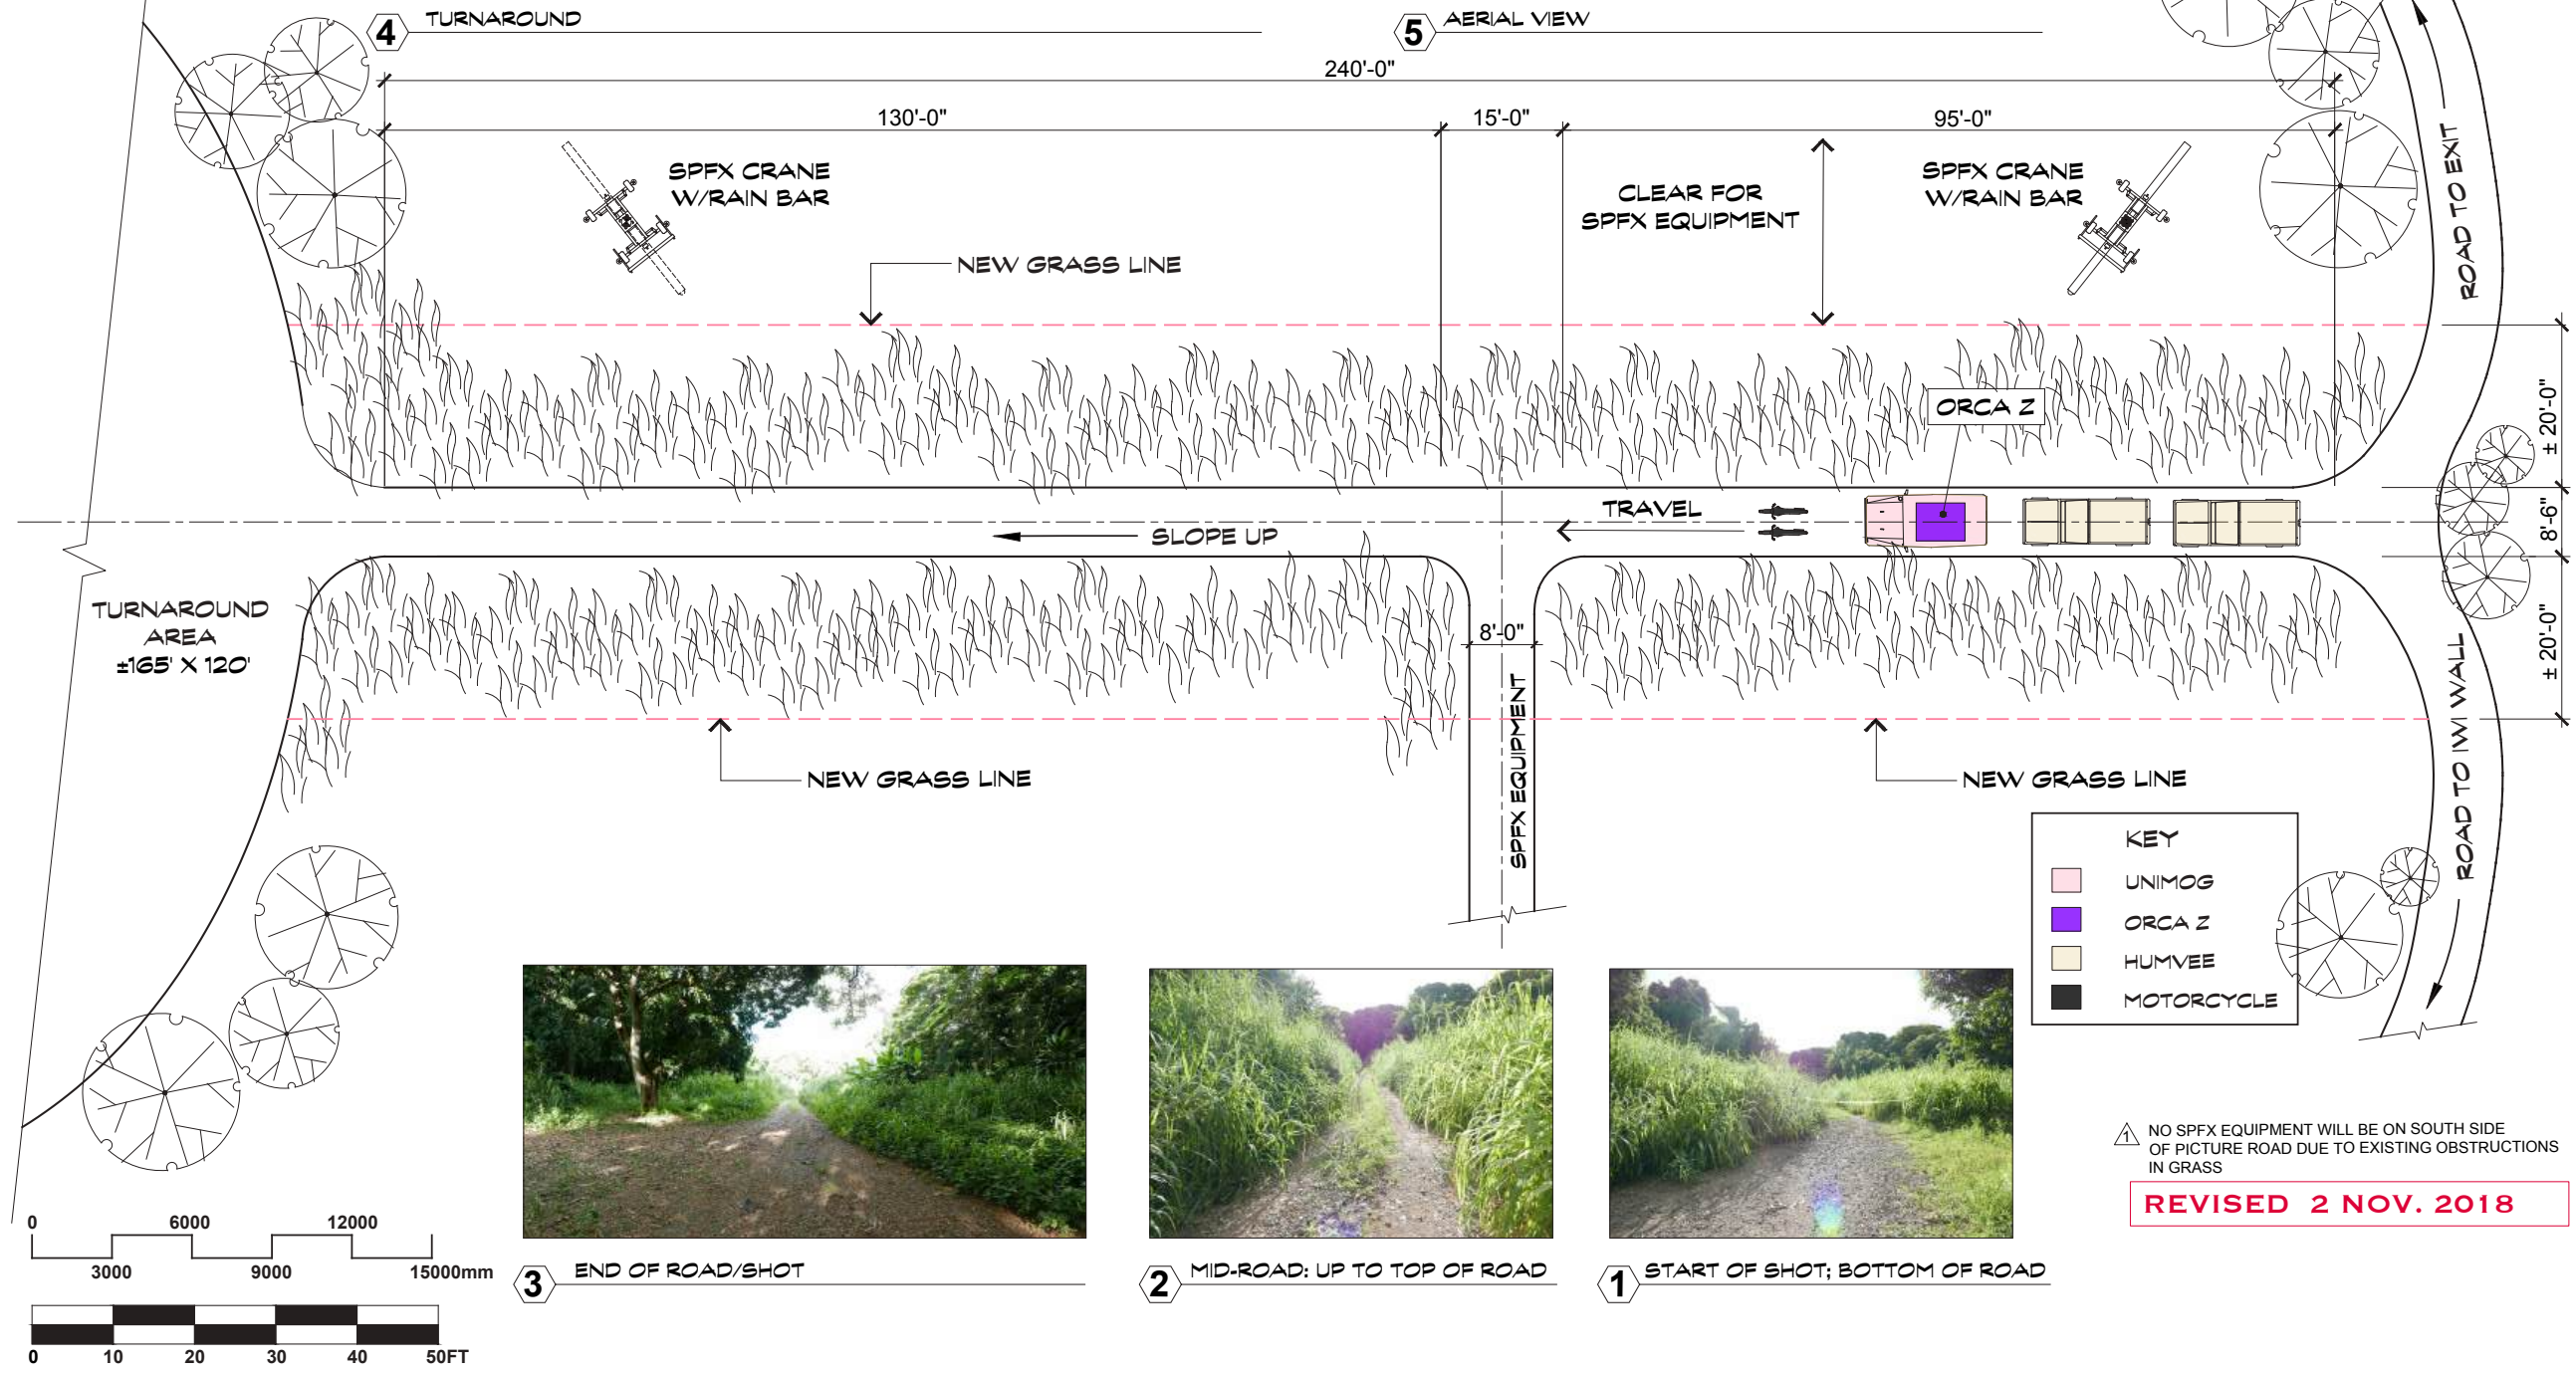 4 TURNAROUND
5 AERIAL VIEW
240'-0"
130'-0"
15'-0"
95'-0"
SPFX CRANE
W/RAIN BAR
CLEAR FOR
SPFX EQUIPMENT
SPFX CRANE
W/RAIN BAR
ROAD TO EXIT
NEW GRASS LINE
ORCA Z
± 20'-0"
TRAVEL
SLOPE UP
8'-6"
TURNAROUND
AREA
±165' X 120'
8'-0"
± 20'-0"
SPFX EQUIPMENT
ROAD TO IWI WALL
NEW GRASS LINE
NEW GRASS LINE
KEY
UNIMOG
ORCA Z
HUMVEE
MOTORCYCLE
1 NO SPFX EQUIPMENT WILL BE ON SOUTH SIDE
OF PICTURE ROAD DUE TO EXISTING OBSTRUCTIONS
IN GRASS
REVISED 2 NOV. 2018
0 6000 12000
3000 9000 15000mm
3 END OF ROAD/SHOT
2 MID-ROAD: UP TO TOP OF ROAD
1 START OF SHOT; BOTTOM OF ROAD
0 10 20 30 40 50FT